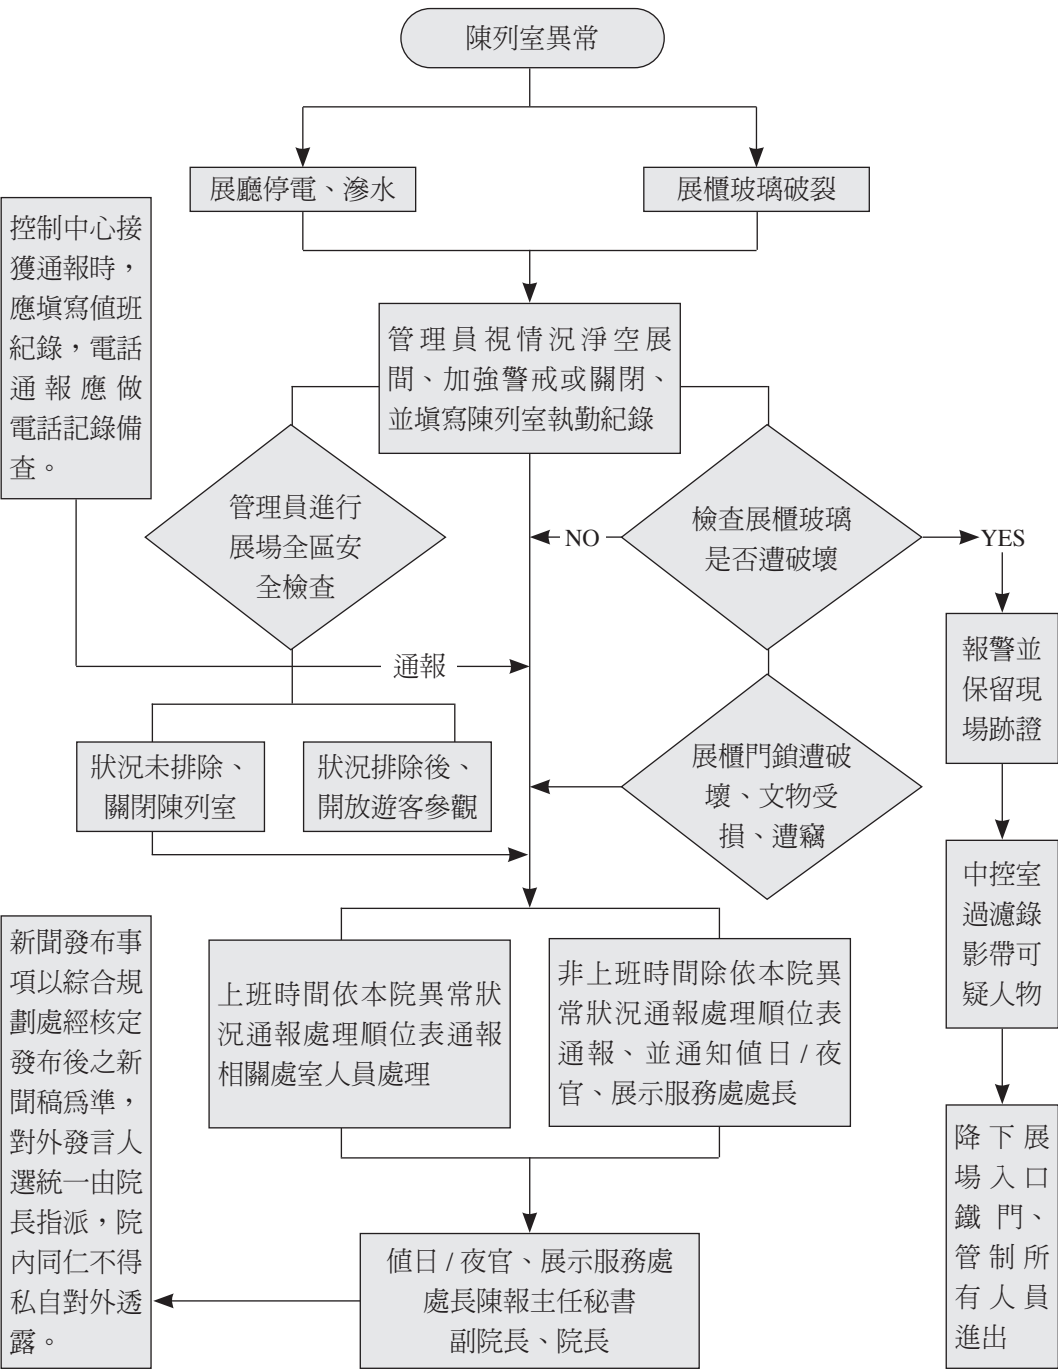 陳列室異常
展廳停電、滲水
展櫃玻璃破裂
控制中心接
獲通報時，
應填寫值班
紀錄，電話
通報應做
電話記錄備
查。
管理員視情況淨空展
間、加強警戒或關閉、
並填寫陳列室執勤紀錄
管理員進行
展場全區安
全檢查
NO
檢查展櫃玻璃
是否遭破壞
YES
通報
報警並
保留現
場跡證
狀況未排除、
關閉陳列室
狀況排除後、
開放遊客參觀
展櫃門鎖遭破
壞、文物受
損、遭竊
中控室
過濾錄
影帶可
疑人物
新聞發布事
項以綜合規
劃處經核定
發布後之新
聞稿為準，
對外發言人
選統一由院
長指派，院
內同仁不得
私自對外透
露。
上班時間依本院異常狀
況通報處理順位表通報
相關處室人員處理
非上班時間除依本院異
常狀況通報處理順位表
通報、並通知值日 / 夜
官、展示服務處處長
降下展
場入口
鐵門、
管制所
有人員
進出
值日 / 夜官、展示服務處
處長陳報主任秘書
副院長、院長